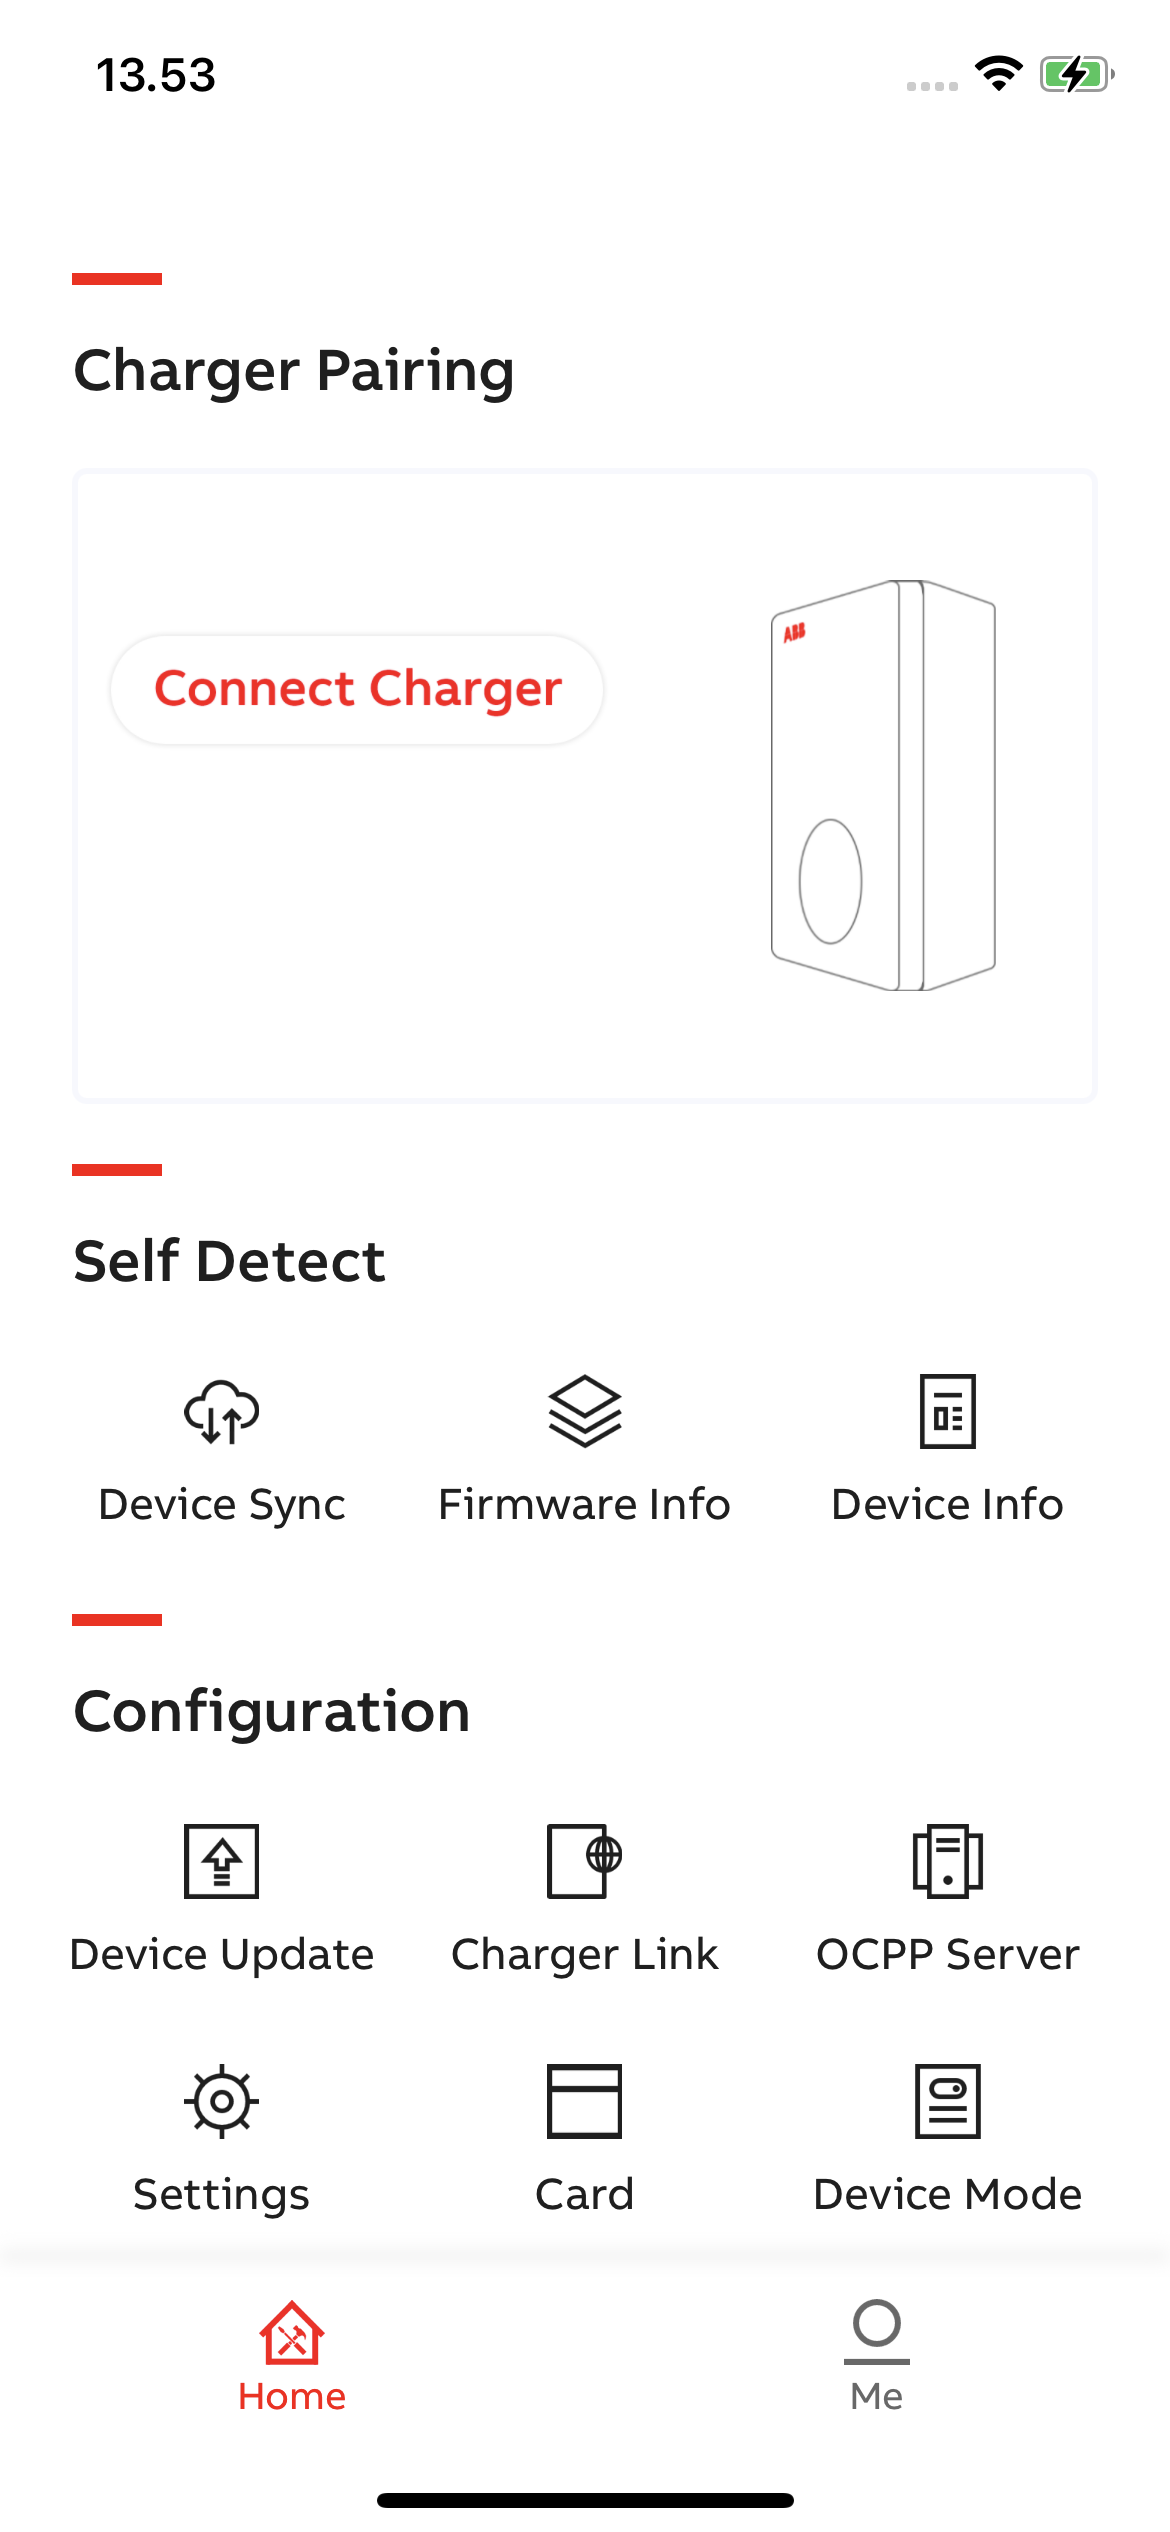 13.53
Charger Pairing
Connect Charger
ABB
Self Detect
Device Sync
Firmware Info
Device Info
Configuration
Device Update
Charger Link
OCPP Server
Settings
Card
Device Mode
Home
Me